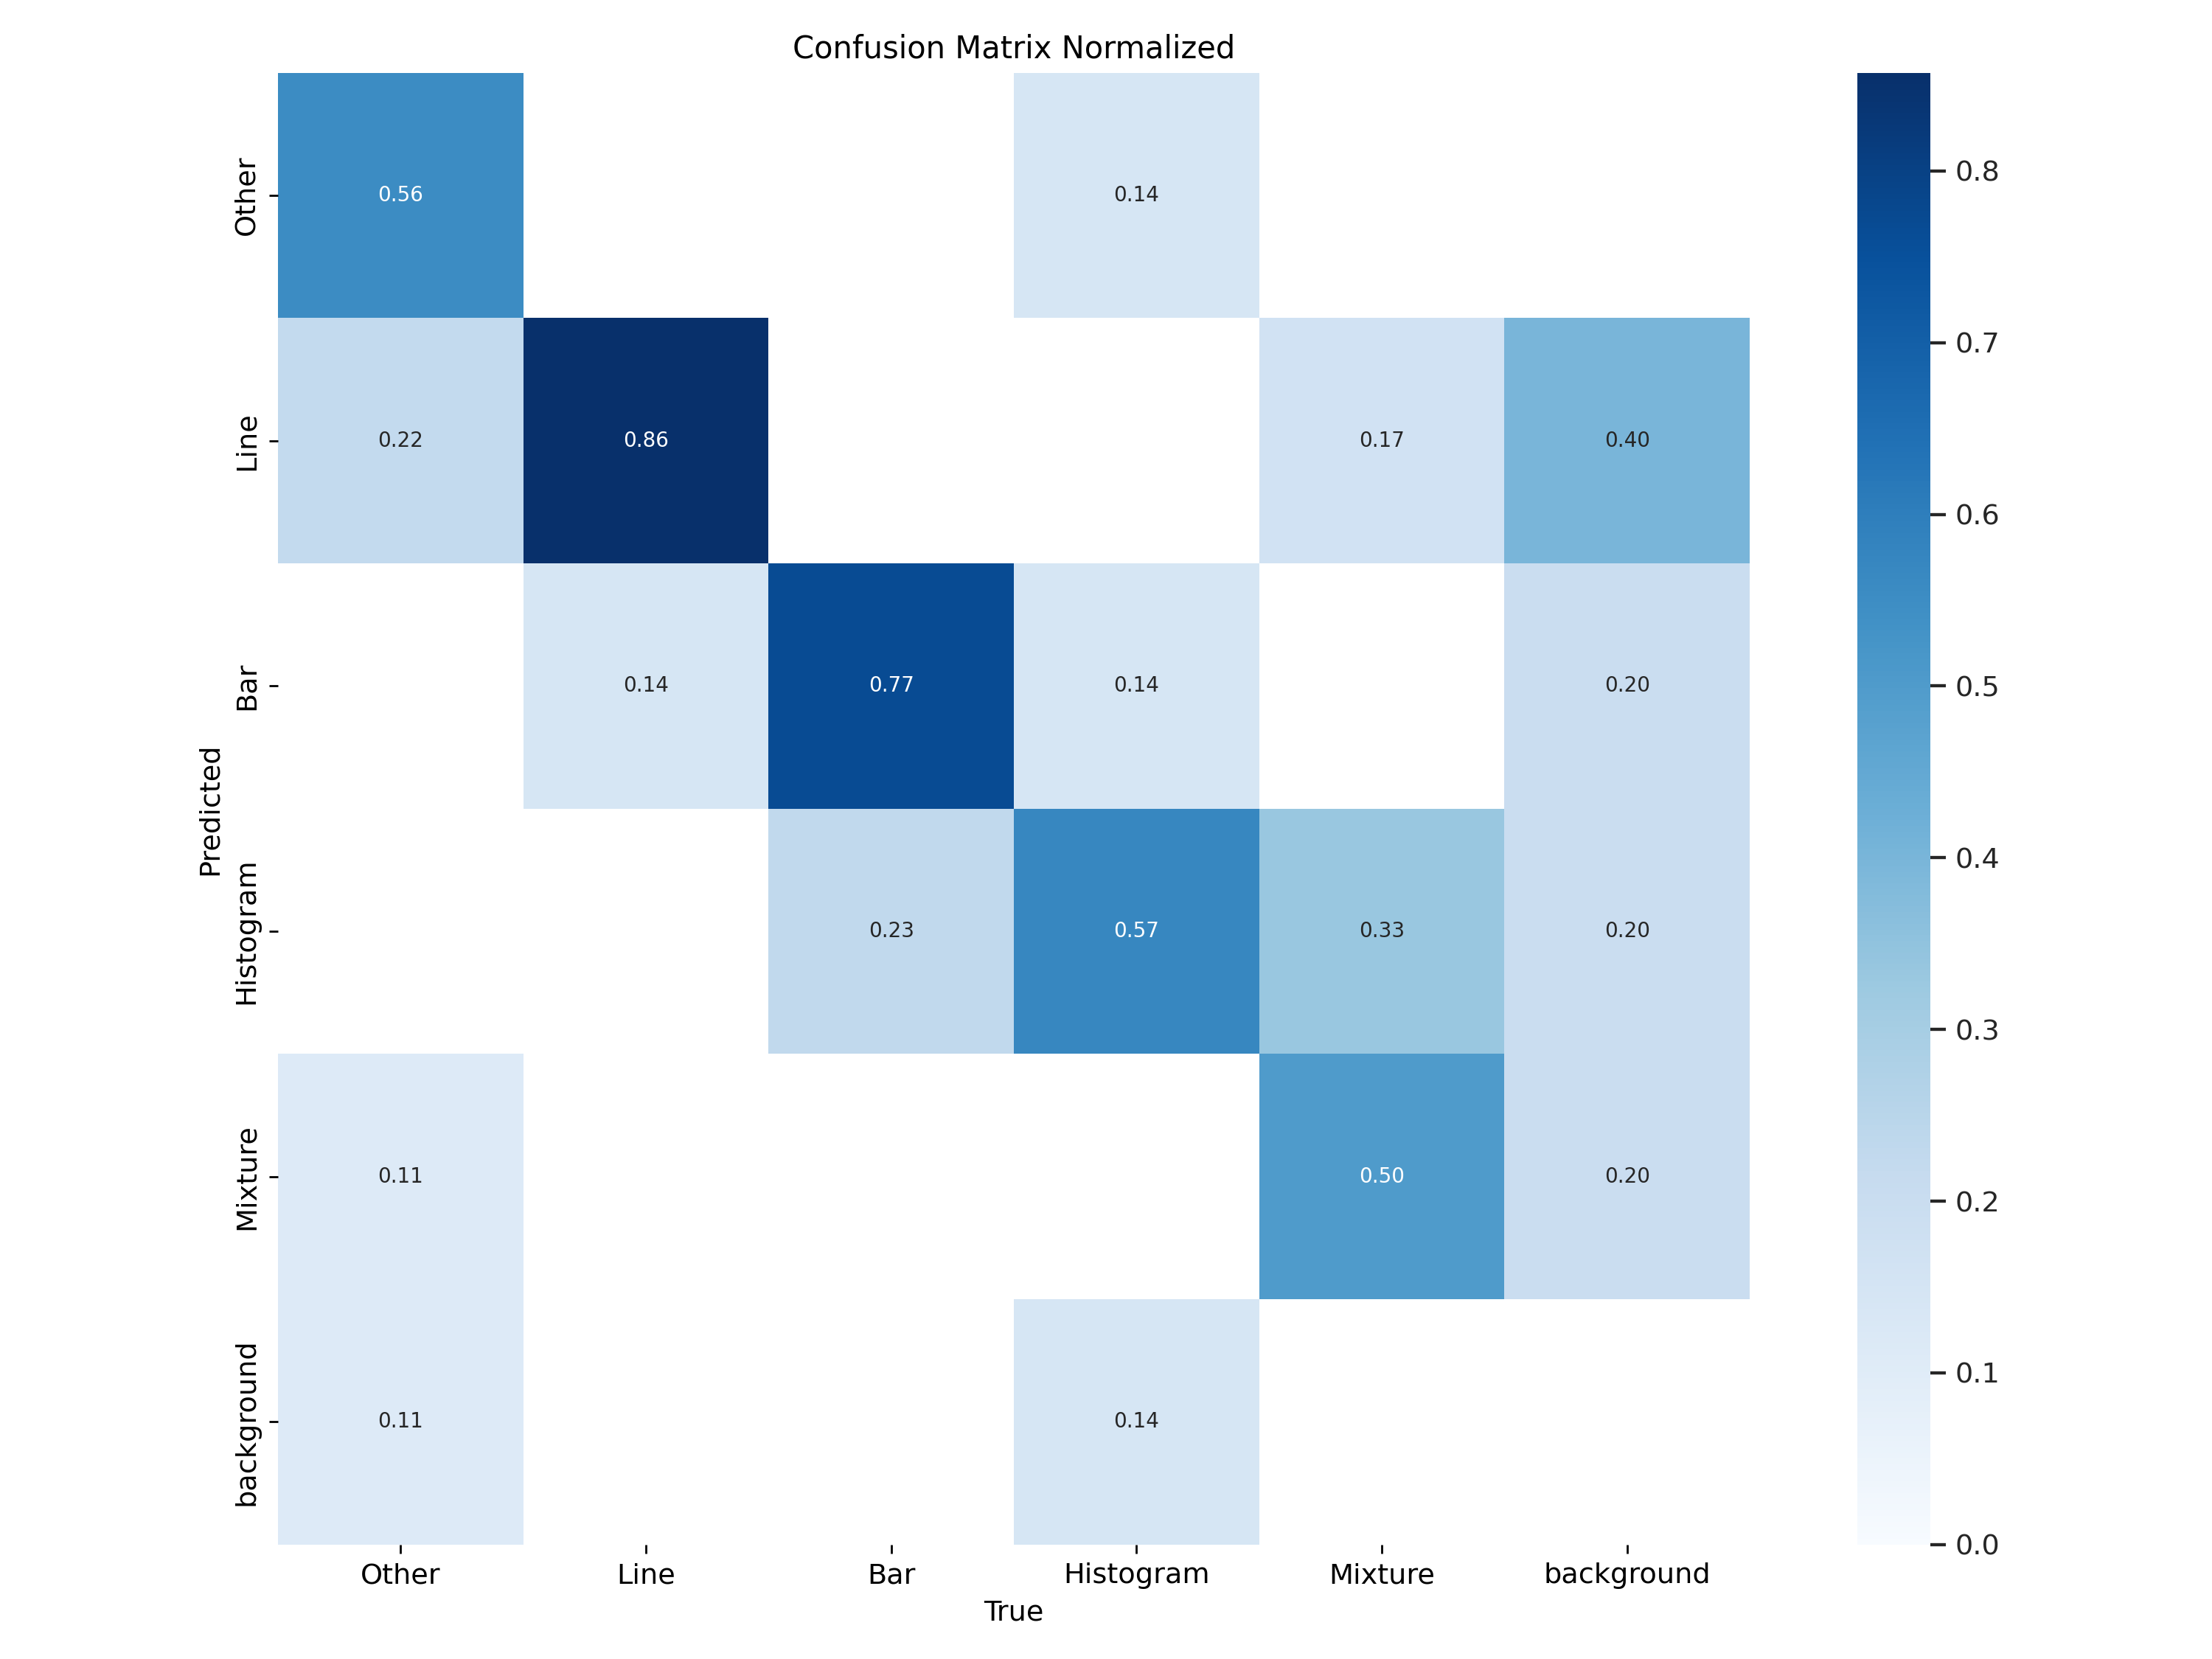 Confusion Matrix Normalized
Other
0.56
0.14
Line
0.22
0.86
0.17
0.40
Bar
0.14
0.77
0.14
0.20
Histogram
0.23
0.57
0.33
0.20
Mixture
0.11
0.50
0.20
background
0.11
0.14
Predicted
Other
Line
Bar
Histogram
Mixture
background
True
0.8
0.7
0.6
0.5
0.4
0.3
0.2
0.1
0.0